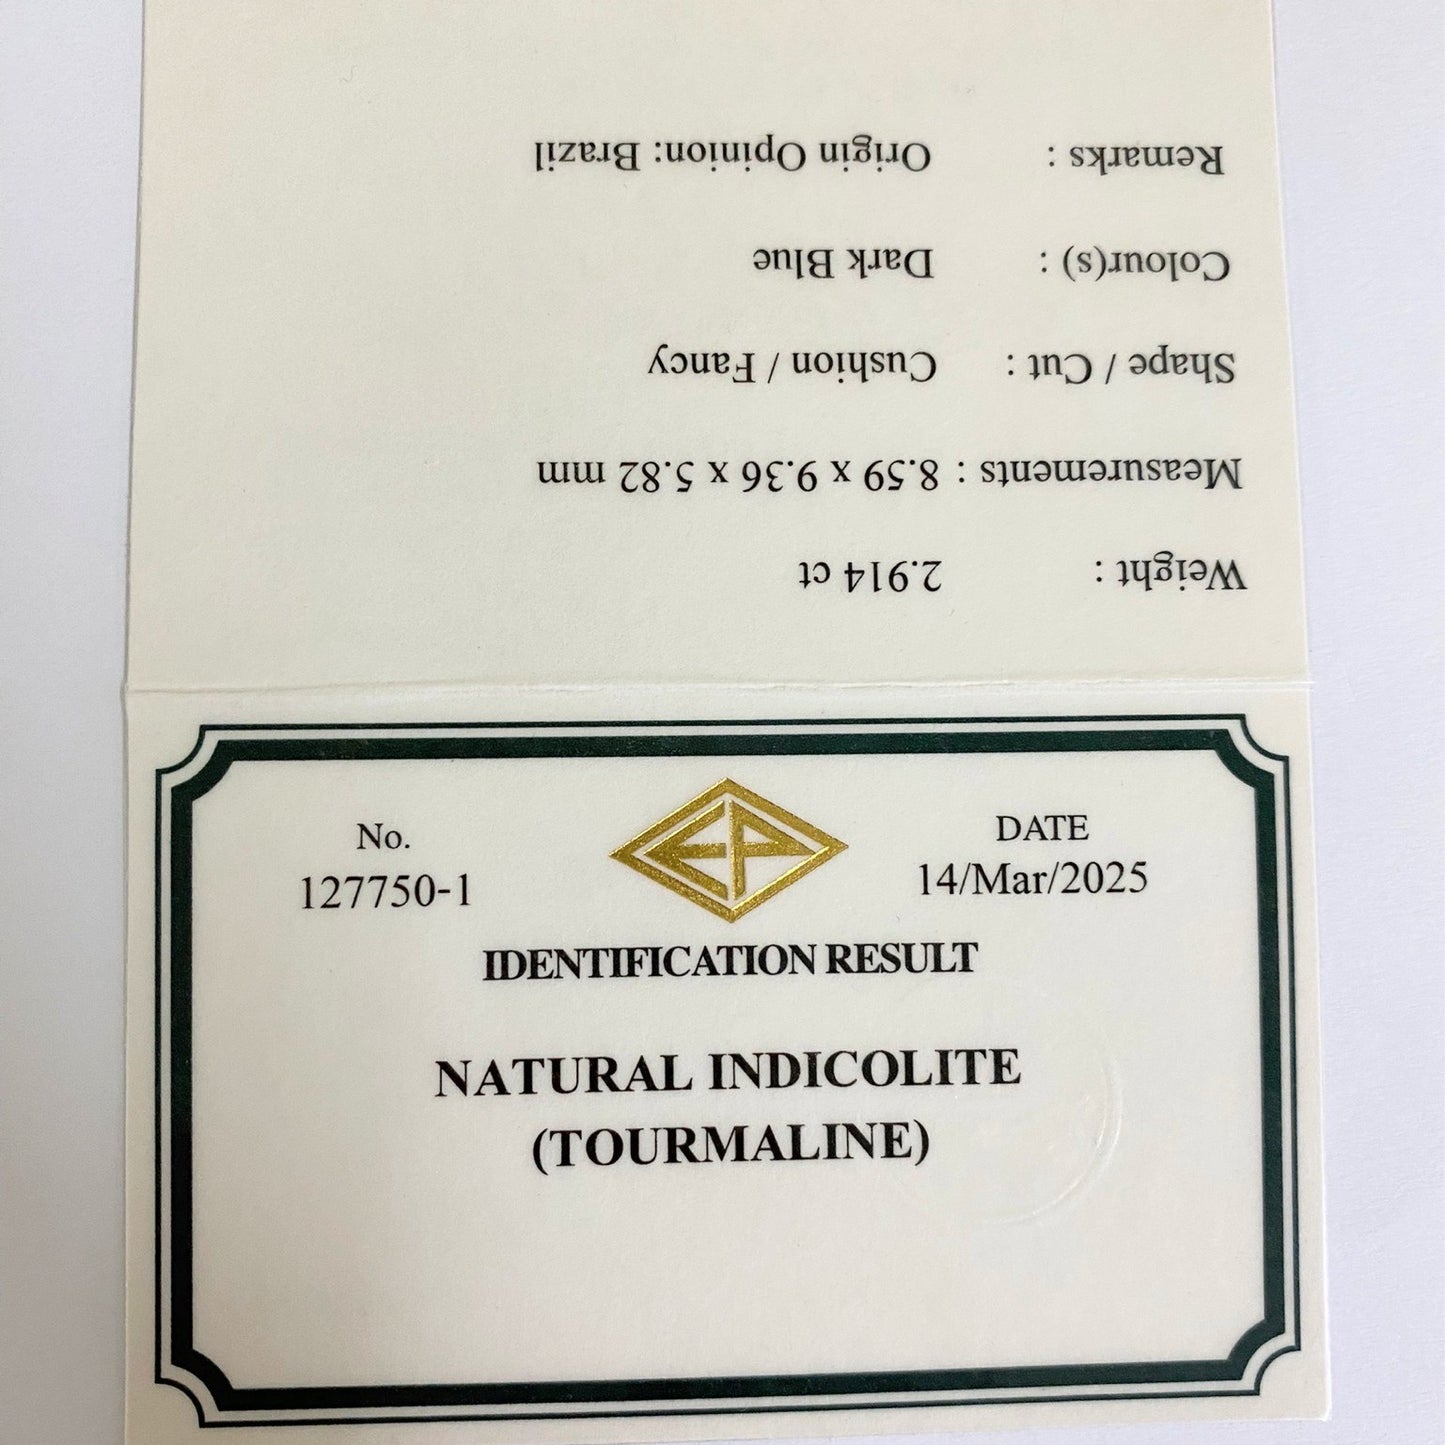 Weight : 2.914 ct
Measurements : 8.59 x 9.36 x 5.82 mm
Shape / Cut : Cushion / Fancy
Colour(s) : Dark Blue
Remarks : Origin Opinion: Brazil
EP
No. DATE
127750-1 14/Mar/2025
IDENTIFICATION RESULT
NATURAL INDICOLITE
(TOURMALINE)